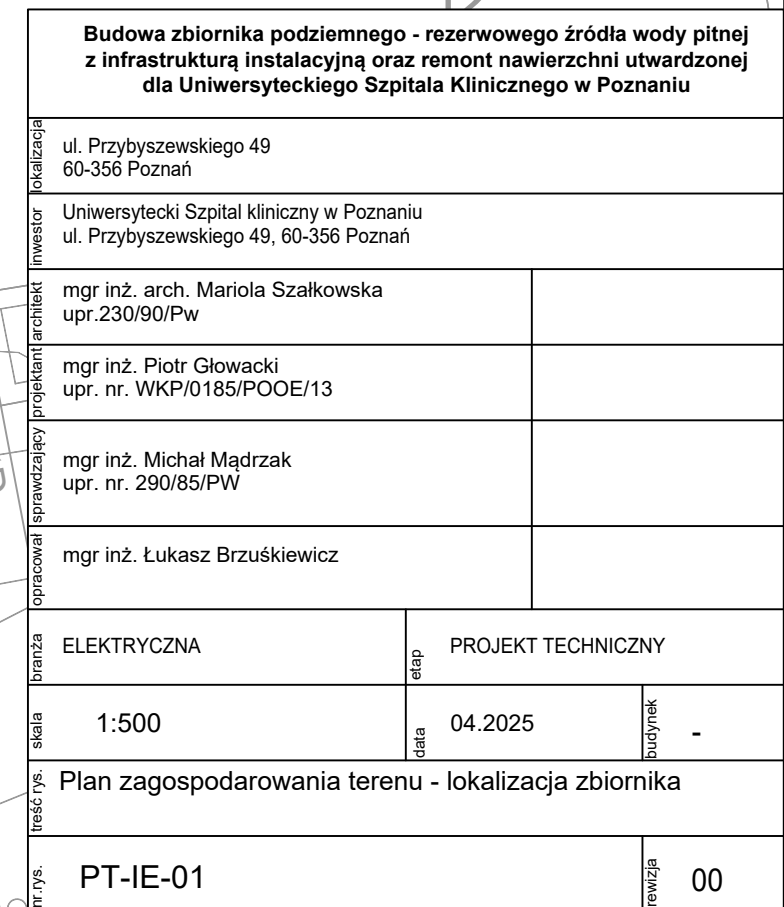 Budowa zbiornika podziemnego - rezerwowego źródła wody pitnej
z infrastrukturą instalacyjną oraz remont nawierzchni utwardzonej
dla Uniwersyteckiego Szpitala Klinicznego w Poznaniu
lokalizacja
ul. Przybyszewskiego 49
60-356 Poznań
inwestor
Uniwersytecki Szpital kliniczny w Poznaniu
ul. Przybyszewskiego 49, 60-356 Poznań
architekt
mgr inż. arch. Mariola Szałkowska
upr.230/90/Pw
projektant
mgr inż. Piotr Głowacki
upr. nr. WKP/0185/POOE/13
sprawdzający
mgr inż. Michał Mądrzak
upr. nr. 290/85/PW
opracował
mgr inż. Łukasz Brzuśkiewicz
branża
ELEKTRYCZNA
etap
PROJEKT TECHNICZNY
skala
1:500
data
04.2025
budynek
-
treść rys.
Plan zagospodarowania terenu - lokalizacja zbiornika
nr.rys.
PT-IE-01
rewizja
00